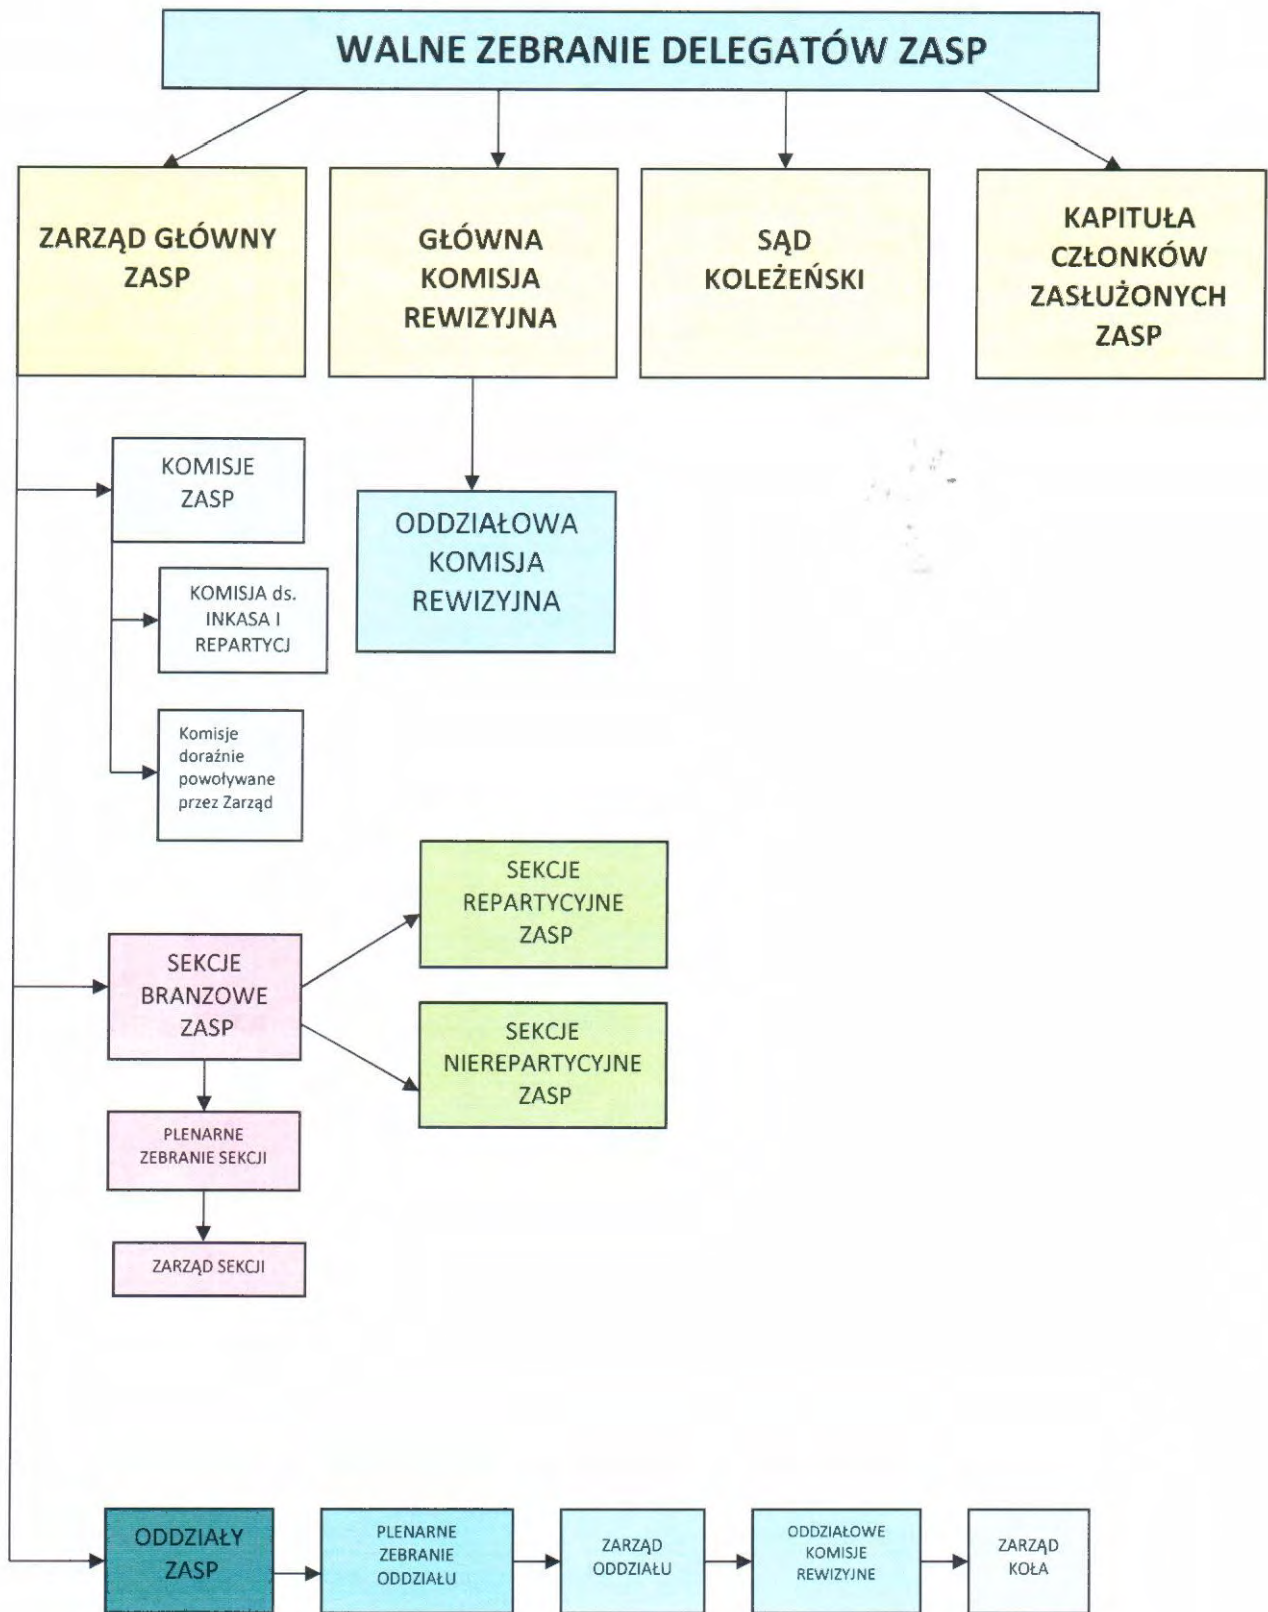 WALNE ZEBRANIE DELEGATÓW ZASP
ZARZĄD GŁÓWNY
ZASP
GŁÓWNA
KOMISJA
REWIZYJNA
SĄD
KOLEŻEŃSKI
KAPITUŁA
CZŁONKÓW
ZASŁUŻONYCH
ZASP
KOMISJE
ZASP
ODDZIAŁOWA
KOMISJA
REWIZYJNA
KOMISJA ds.
INKASA I
REPARTYCJ
Komisje
doraźnie
powoływane
przez Zarząd
SEKCJE
REPARTYCYJNE
ZASP
SEKCJE
BRANZOWE
ZASP
SEKCJE
NIEREPARTYCYJNE
ZASP
PLENARNE
ZEBRANIE SEKCJI
ZARZĄD SEKCJI
ODDZIAŁY
ZASP
PLENARNE
ZEBRANIE
ODDZIAŁU
ZARZĄD
ODDZIAŁU
ODDZIAŁOWE
KOMISJE
REWIZYJNE
ZARZĄD
KOŁA